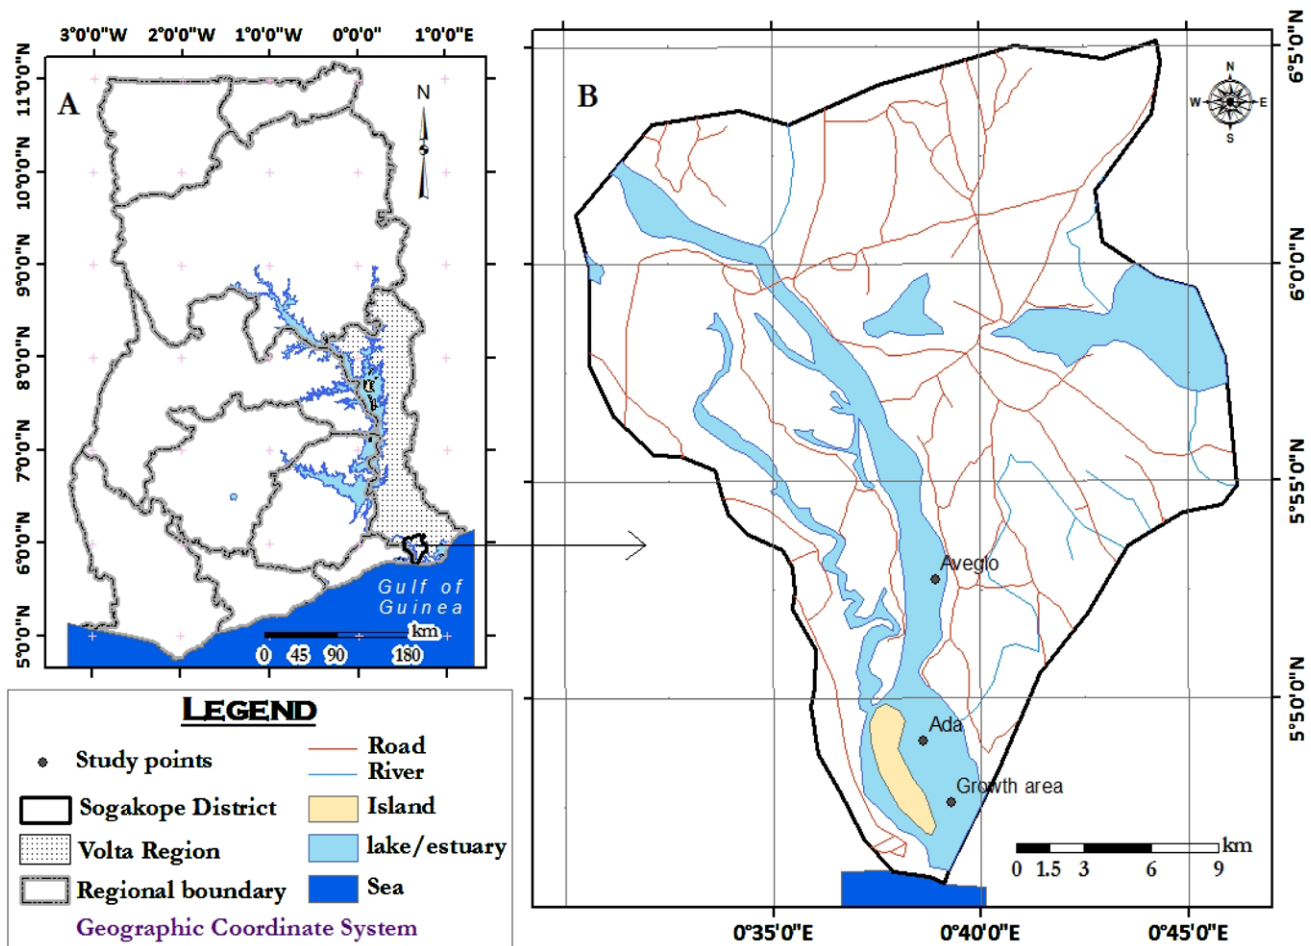 3°0'0"W 2°0'0"W 1°0'0"W 0°0'0" 1°0'0"E
A
N
11°0'0"N
10°0'0"N
9°0'0"N
8°0'0"N
7°0'0"N
6°0'0"N
5°0'0"N
Gulf of
Guinea
km
0 45 90 180
LEGEND
Study points
Sogakope District
Volta Region
Regional boundary
Road
River
Island
lake/estuary
Sea
Geographic Coordinate System
B
N
W E
S
6°5'0"N
6°0'0"N
5°55'0"N
5°50'0"N
Aveglo
Ada
Growth area
km
0 1.5 3 6 9
0°35'0"E 0°40'0"E 0°45'0"E